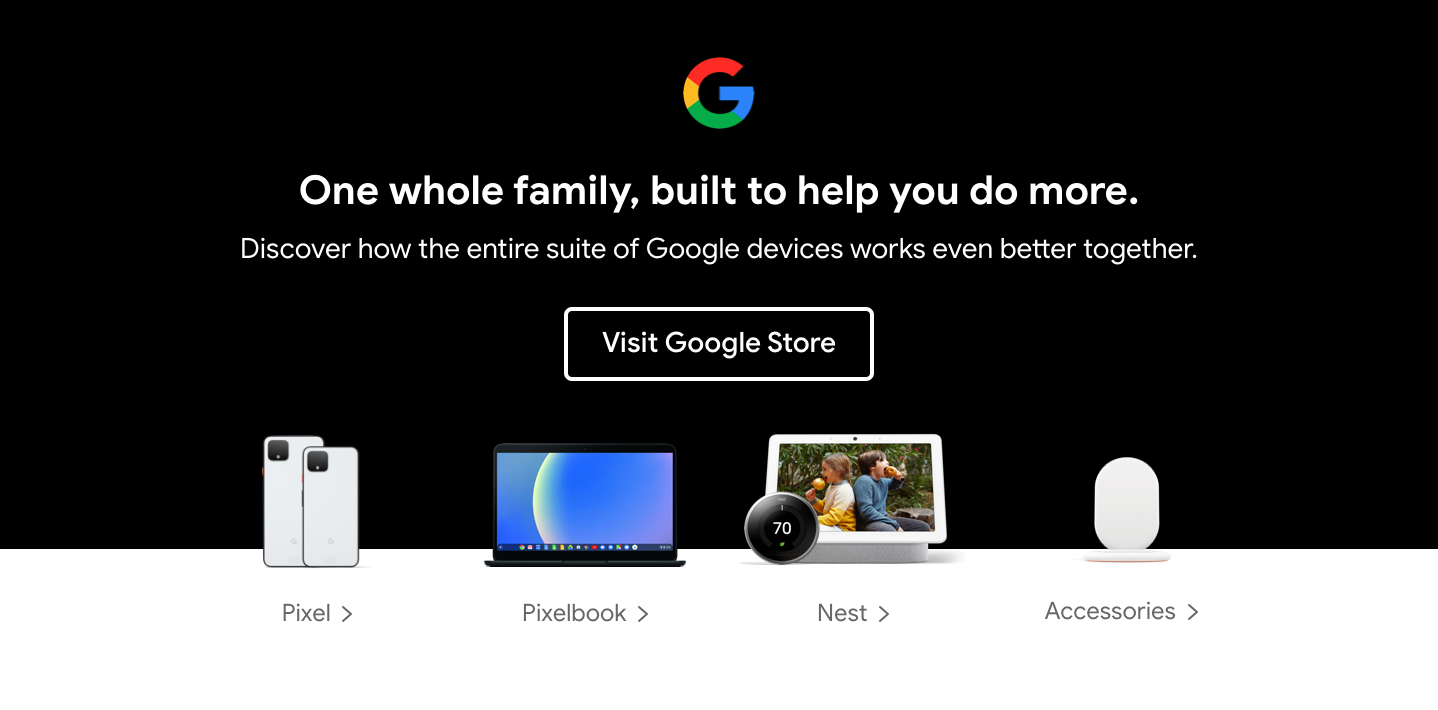 One whole family, built to help you do more.
Discover how the entire suite of Google devices works even better together.
Visit Google Store
70
Pixel
Pixelbook
Nest
Accessories